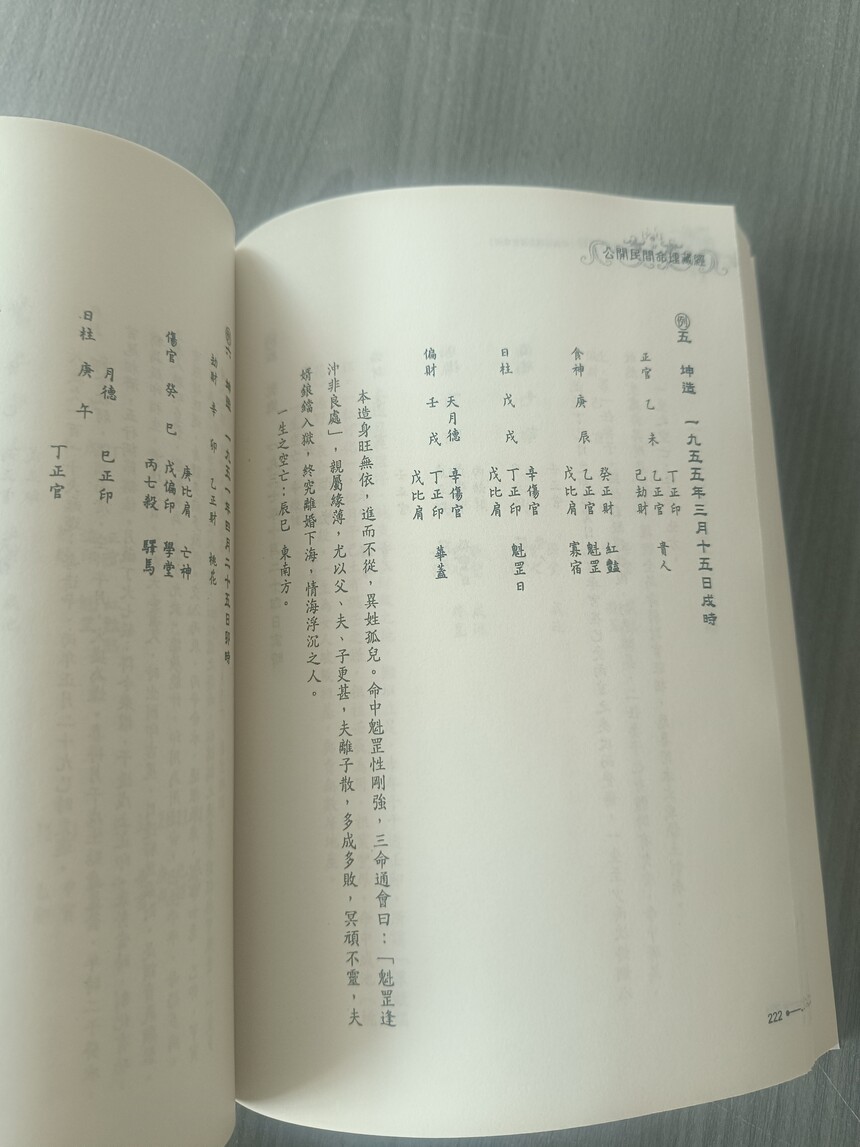 公開民間命理藏經
例五 坤造 一九五五年三月十五日戌時
丁正印
正官 乙 未 乙正官 貴人
己劫財
癸正財 紅豔
食神 庚 辰 乙正官 魁罡
戊比肩 寡宿
辛傷官
日柱 戊 戌 丁正印 魁罡日
戊比肩
天月德 辛傷官
偏財 壬 戌 丁正印 華蓋
戊比肩
本造身旺無依，進而不從，異姓孤兒。命中魁罡性剛強，三命通會曰：「魁罡逢
沖非良處」，親屬緣薄，尤以父、夫、子更甚，夫離子散，多成多敗，冥頑不靈，夫
婿鋃鐺入獄，終究離婚下海，情海浮沉之人。
一生之空亡：辰巳 東南方。
222
坤造 一九五一年四月二十五日卯時
劫財 辛 卯 乙正財 桃花
庚比肩 亡神
傷官 癸 巳 戊偏印 學堂
丙七殺 驛馬
月德 巳正印
日柱 庚 午
丁正官